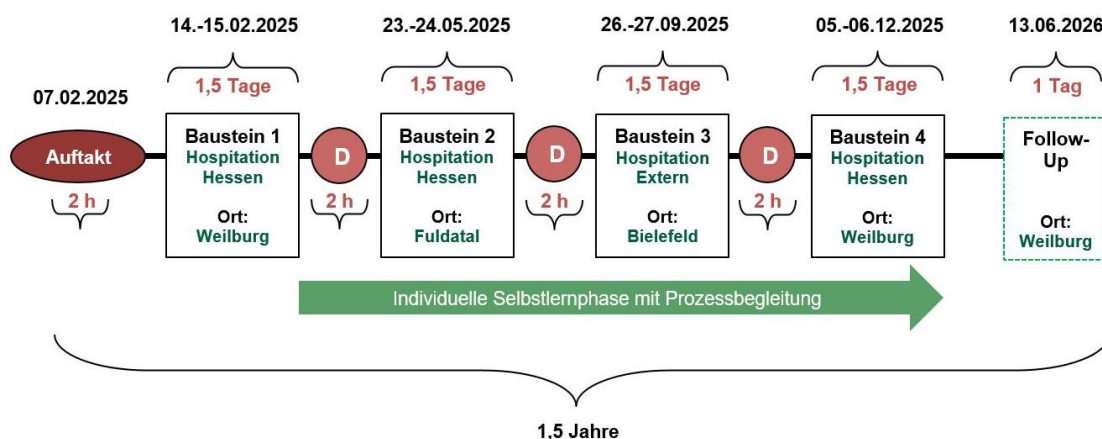 14.-15.02.2025
23.-24.05.2025
26.-27.09.2025
05.-06.12.2025
13.06.2026
1,5 Tage
1,5 Tage
1,5 Tage
1,5 Tage
1 Tag
07.02.2025
Auftakt
2 h
Baustein 1
Hospitation
Hessen
Ort:
Weilburg
D
2 h
Baustein 2
Hospitation
Hessen
Ort:
Fuldatal
D
2 h
Baustein 3
Hospitation
Extern
Ort:
Bielefeld
D
2 h
Baustein 4
Hospitation
Hessen
Ort:
Weilburg
Follow-
Up
Ort:
Weilburg
Individuelle Selbstlernphase mit Prozessbegleitung
1,5 Jahre